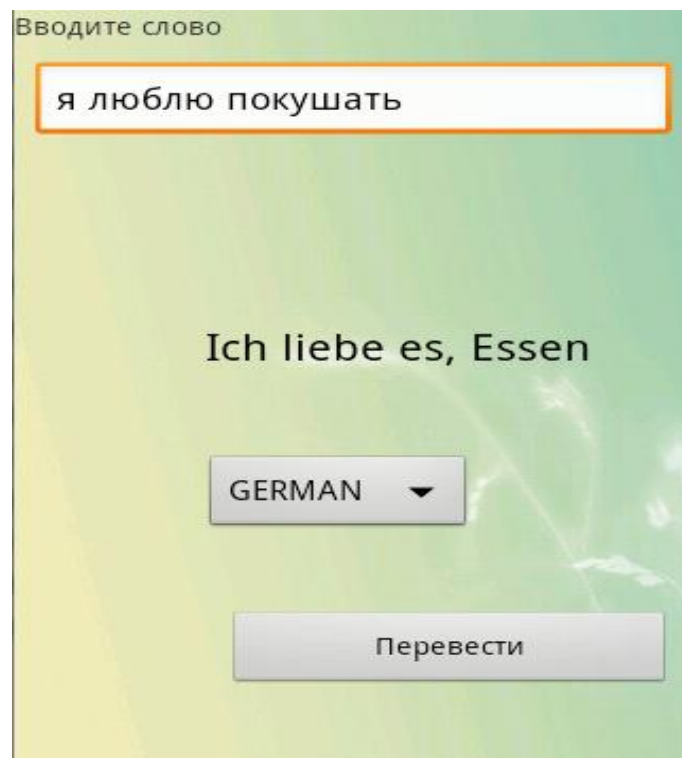 Вводите слово
я люблю покушать
Ich liebe es, Essen
GERMAN
Перевести